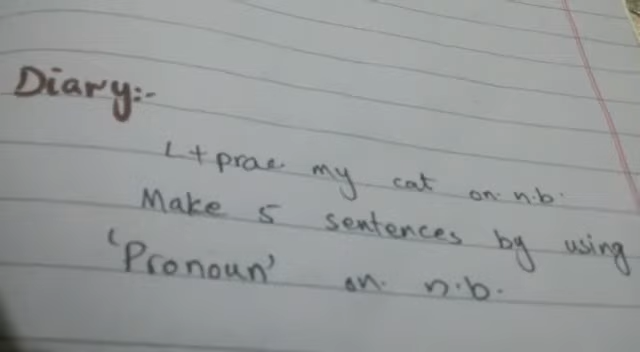 Diary:-
L + prac my cat on n.b.
Make 5 sentences by using
'Pronoun' on n.b.